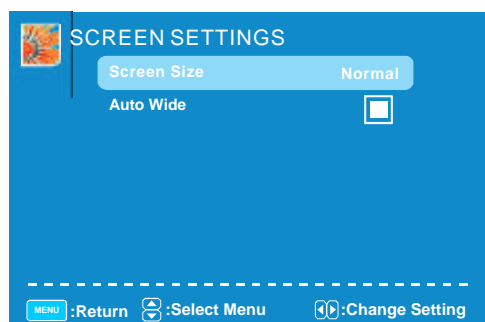 SCREEN SETTINGS
Screen Size Normal
Auto Wide
MENU :Return :Select Menu :Change Setting